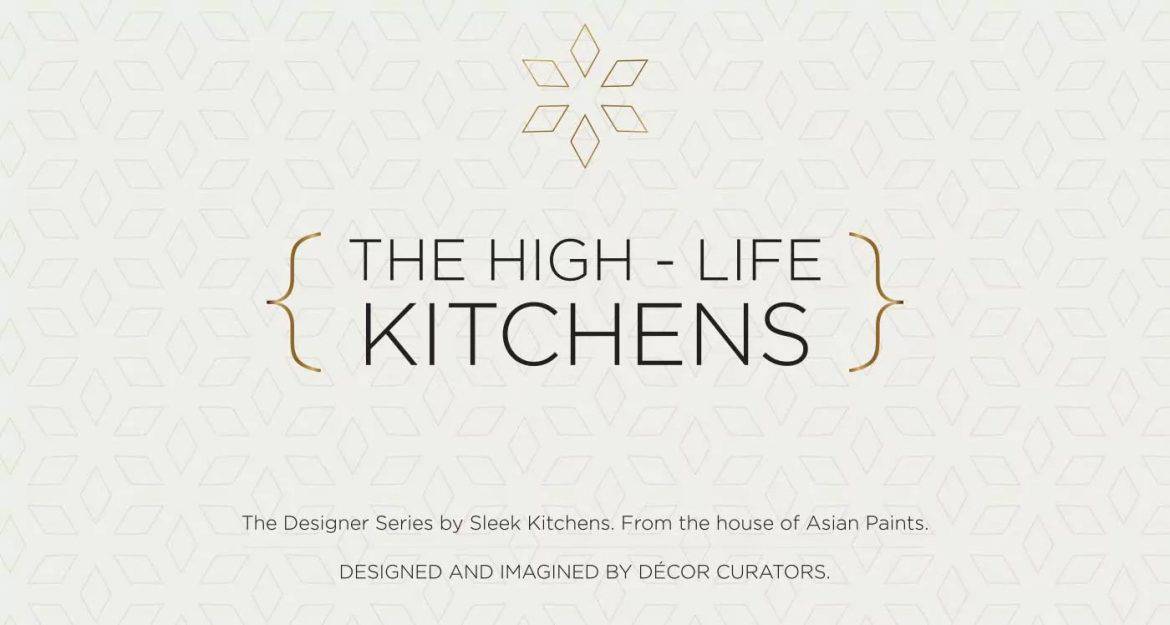 THE HIGH - LIFE
KITCHENS
The Designer Series by Sleek Kitchens. From the house of Asian Paints.
DESIGNED AND IMAGINED BY DÉCOR CURATORS.